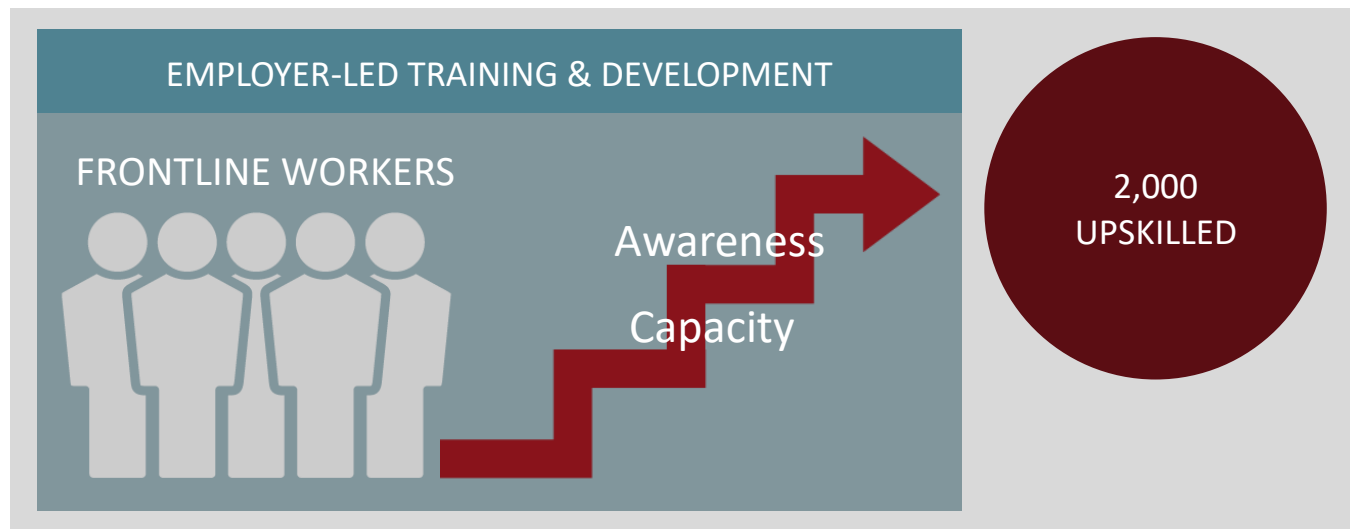 EMPLOYER-LED TRAINING & DEVELOPMENT
FRONTLINE WORKERS
Awareness
Capacity
2,000
UPSKILLED